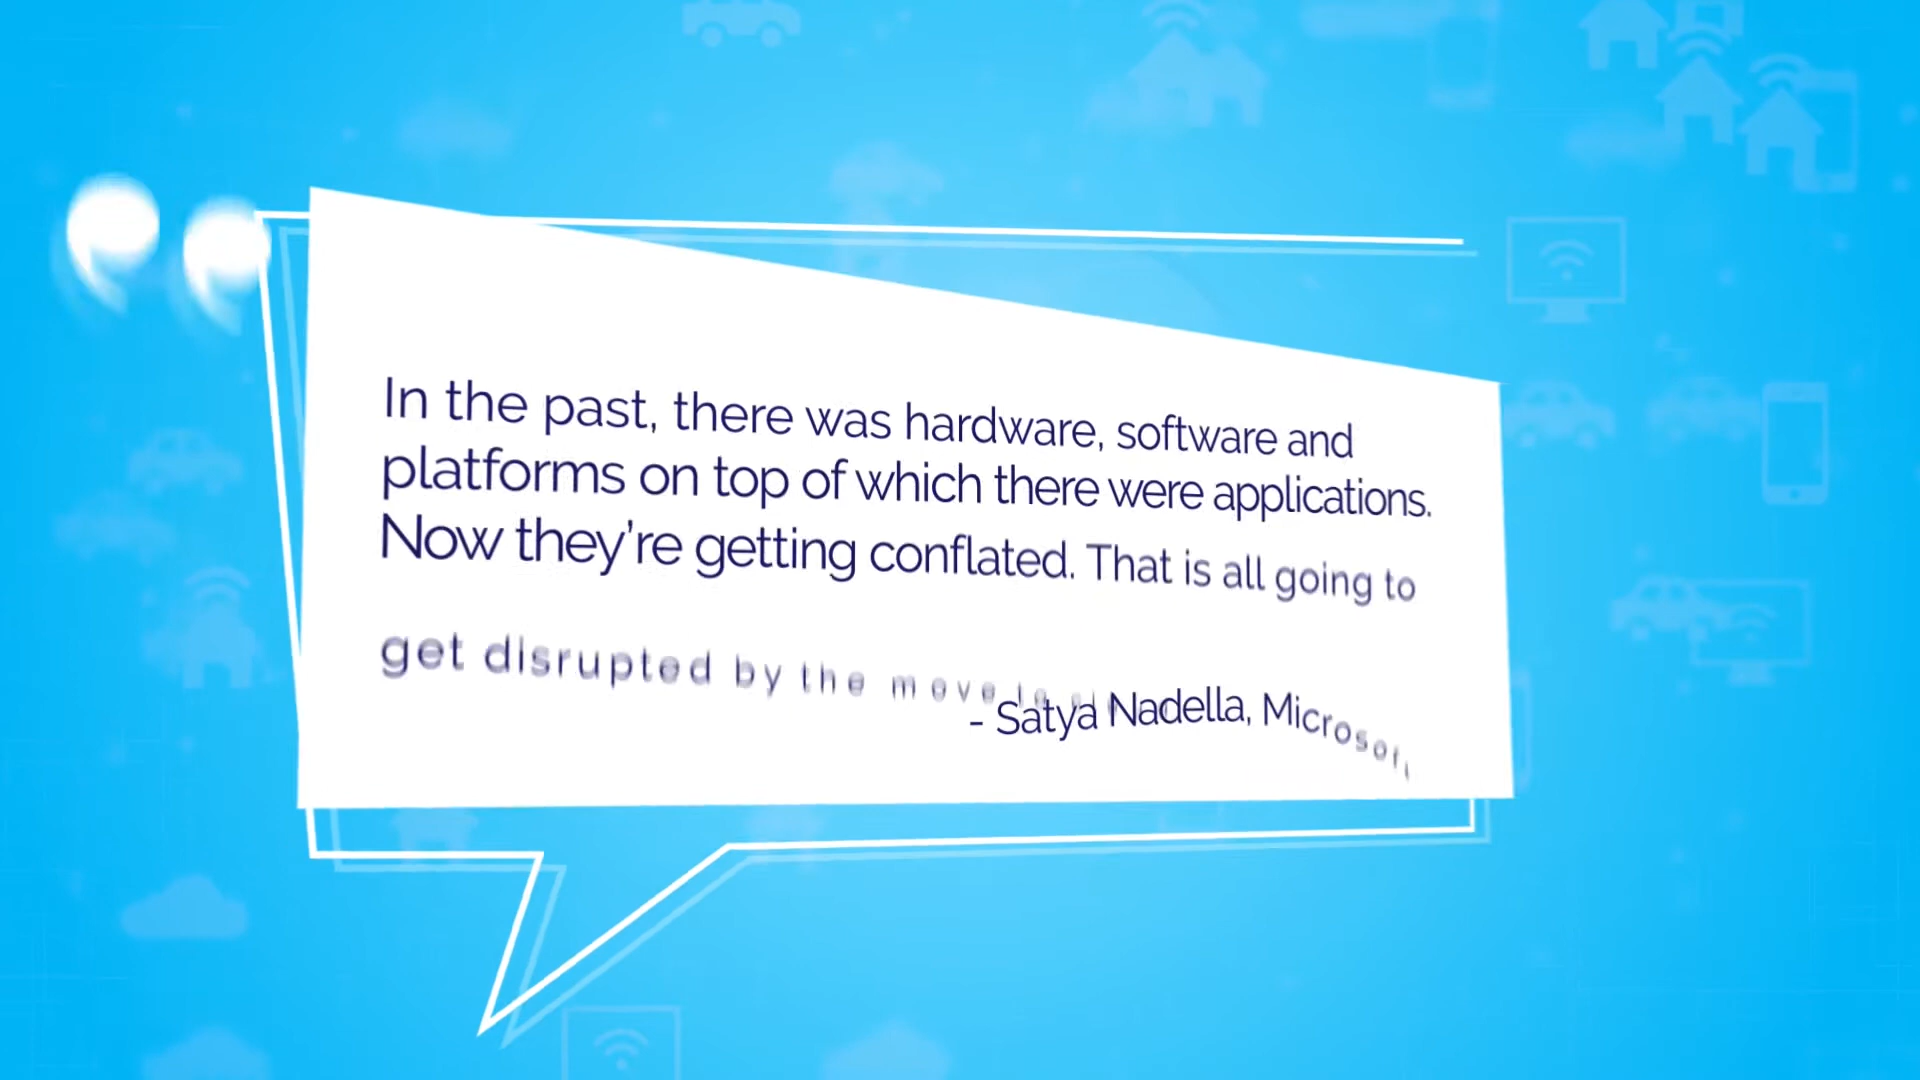 In the past, there was hardware, software and
platforms on top of which there were applications.
Now they're getting conflated. That is all going to
get disrupted by the move
- Satya Nadella, Microsoft